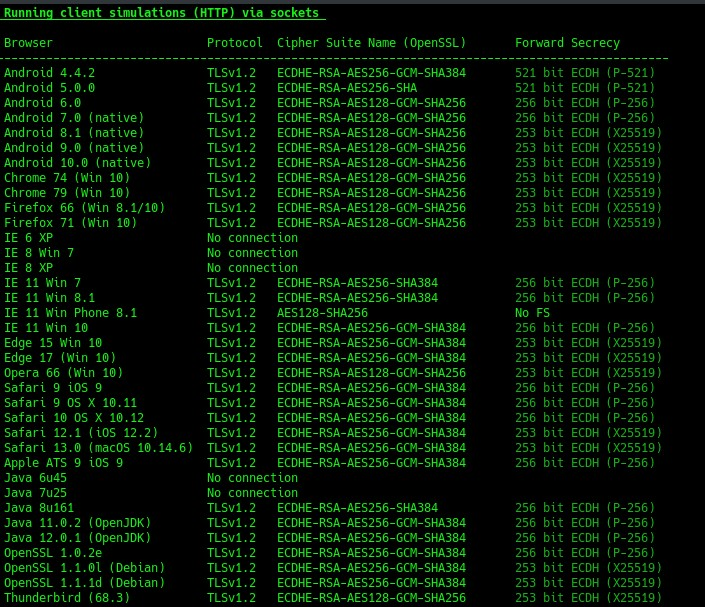 Running client simulations (HTTP) via sockets
Browser Protocol Cipher Suite Name (OpenSSL) Forward Secrecy
--------------------------------------------------------------------------------
Android 4.4.2 TLSv1.2 ECDHE-RSA-AES256-GCM-SHA384 521 bit ECDH (P-521)
Android 5.0.0 TLSv1.2 ECDHE-RSA-AES256-SHA 521 bit ECDH (P-521)
Android 6.0 TLSv1.2 ECDHE-RSA-AES128-GCM-SHA256 256 bit ECDH (P-256)
Android 7.0 (native) TLSv1.2 ECDHE-RSA-AES128-GCM-SHA256 256 bit ECDH (P-256)
Android 8.1 (native) TLSv1.2 ECDHE-RSA-AES128-GCM-SHA256 253 bit ECDH (X25519)
Android 9.0 (native) TLSv1.2 ECDHE-RSA-AES128-GCM-SHA256 253 bit ECDH (X25519)
Android 10.0 (native) TLSv1.2 ECDHE-RSA-AES128-GCM-SHA256 253 bit ECDH (X25519)
Chrome 74 (Win 10) TLSv1.2 ECDHE-RSA-AES128-GCM-SHA256 253 bit ECDH (X25519)
Chrome 79 (Win 10) TLSv1.2 ECDHE-RSA-AES128-GCM-SHA256 253 bit ECDH (X25519)
Firefox 66 (Win 8.1/10) TLSv1.2 ECDHE-RSA-AES128-GCM-SHA256 253 bit ECDH (X25519)
Firefox 71 (Win 10) TLSv1.2 ECDHE-RSA-AES128-GCM-SHA256 253 bit ECDH (X25519)
IE 6 XP No connection
IE 8 Win 7 No connection
IE 8 XP No connection
IE 11 Win 7 TLSv1.2 ECDHE-RSA-AES256-SHA384 256 bit ECDH (P-256)
IE 11 Win 8.1 TLSv1.2 ECDHE-RSA-AES256-SHA384 256 bit ECDH (P-256)
IE 11 Win Phone 8.1 TLSv1.2 AES128-SHA256 No FS
IE 11 Win 10 TLSv1.2 ECDHE-RSA-AES256-GCM-SHA384 256 bit ECDH (P-256)
Edge 15 Win 10 TLSv1.2 ECDHE-RSA-AES256-GCM-SHA384 253 bit ECDH (X25519)
Edge 17 (Win 10) TLSv1.2 ECDHE-RSA-AES256-GCM-SHA384 253 bit ECDH (X25519)
Opera 66 (Win 10) TLSv1.2 ECDHE-RSA-AES128-GCM-SHA256 253 bit ECDH (X25519)
Safari 9 iOS 9 TLSv1.2 ECDHE-RSA-AES256-GCM-SHA384 256 bit ECDH (P-256)
Safari 9 OS X 10.11 TLSv1.2 ECDHE-RSA-AES256-GCM-SHA384 256 bit ECDH (P-256)
Safari 10 OS X 10.12 TLSv1.2 ECDHE-RSA-AES256-GCM-SHA384 256 bit ECDH (P-256)
Safari 12.1 (iOS 12.2) TLSv1.2 ECDHE-RSA-AES256-GCM-SHA384 253 bit ECDH (X25519)
Safari 13.0 (macOS 10.14.6) TLSv1.2 ECDHE-RSA-AES256-GCM-SHA384 253 bit ECDH (X25519)
Apple ATS 9 iOS 9 TLSv1.2 ECDHE-RSA-AES256-GCM-SHA384 256 bit ECDH (P-256)
Java 6u45 No connection
Java 7u25 No connection
Java 8u161 TLSv1.2 ECDHE-RSA-AES256-SHA384 256 bit ECDH (P-256)
Java 11.0.2 (OpenJDK) TLSv1.2 ECDHE-RSA-AES256-GCM-SHA384 256 bit ECDH (P-256)
Java 12.0.1 (OpenJDK) TLSv1.2 ECDHE-RSA-AES256-GCM-SHA384 256 bit ECDH (P-256)
OpenSSL 1.0.2e TLSv1.2 ECDHE-RSA-AES256-GCM-SHA384 256 bit ECDH (P-256)
OpenSSL 1.1.0l (Debian) TLSv1.2 ECDHE-RSA-AES256-GCM-SHA384 253 bit ECDH (X25519)
OpenSSL 1.1.1d (Debian) TLSv1.2 ECDHE-RSA-AES256-GCM-SHA384 253 bit ECDH (X25519)
Thunderbird (68.3) TLSv1.2 ECDHE-RSA-AES128-GCM-SHA256 253 bit ECDH (X25519)